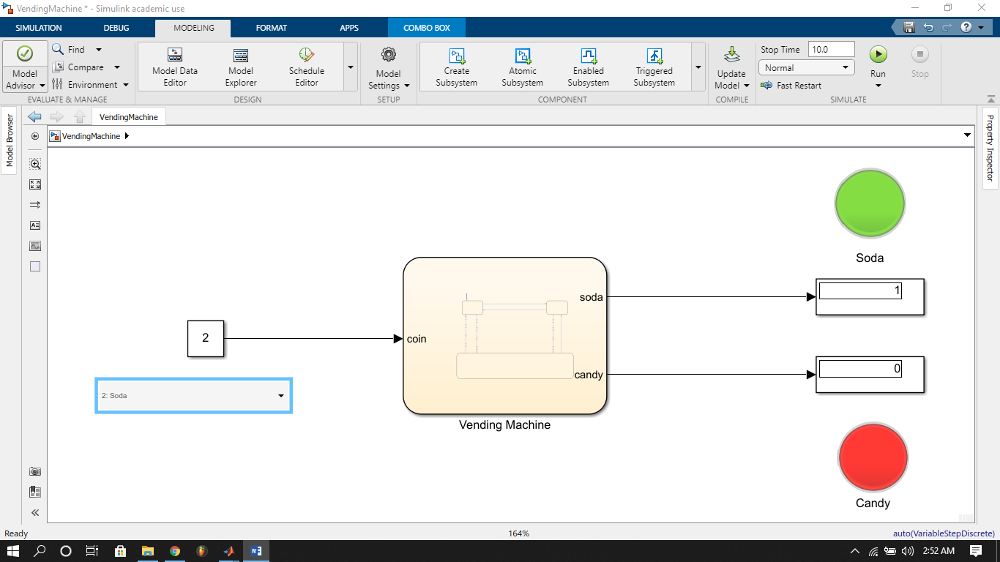 VendingMachine * - Simulink academic use
SIMULATION DEBUG MODELING FORMAT APPS COMBO BOX
Model Advisor
Find
Compare
Environment
Model Data Editor
Model Explorer
Schedule Editor
Model Settings
Create Subsystem
Atomic Subsystem
Enabled Subsystem
Triggered Subsystem
Update Model
Stop Time 10.0
Normal
Fast Restart
Run
Stop
EVALUATE & MANAGE DESIGN SETUP COMPONENT COMPILE SIMULATE
Model Browser
VendingMachine
VendingMachine
Property Inspector
Soda
soda
1
2
coin
candy
0
2: Soda
Vending Machine
Candy
Ready 164% auto(VariableStepDiscrete)
2:52 AM